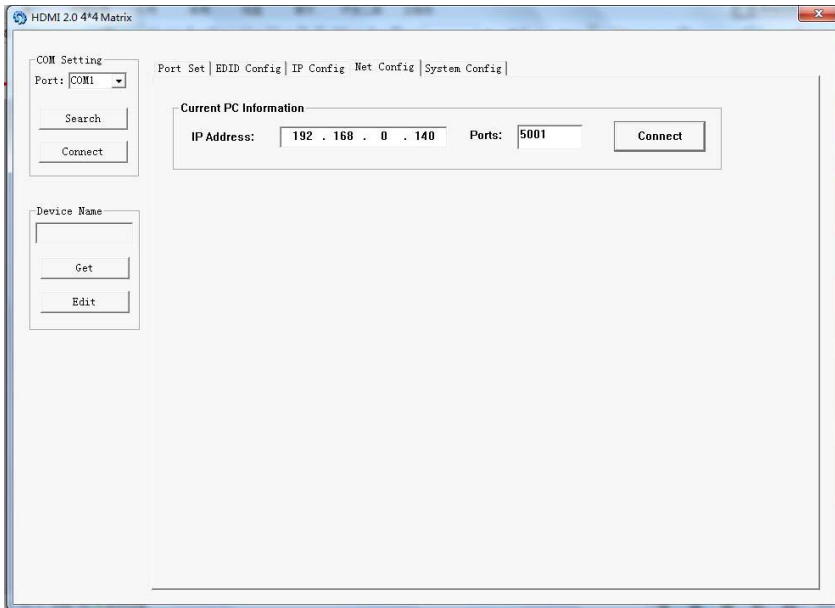 HDMI 2.0 4*4 Matrix
COM Setting
Port: COM1
Search
Connect
Device Name
Get
Edit
Port Set EDID Config IP Config Net Config System Config
Current PC Information
IP Address: 192 . 168 . 0 . 140 Ports: 5001 Connect